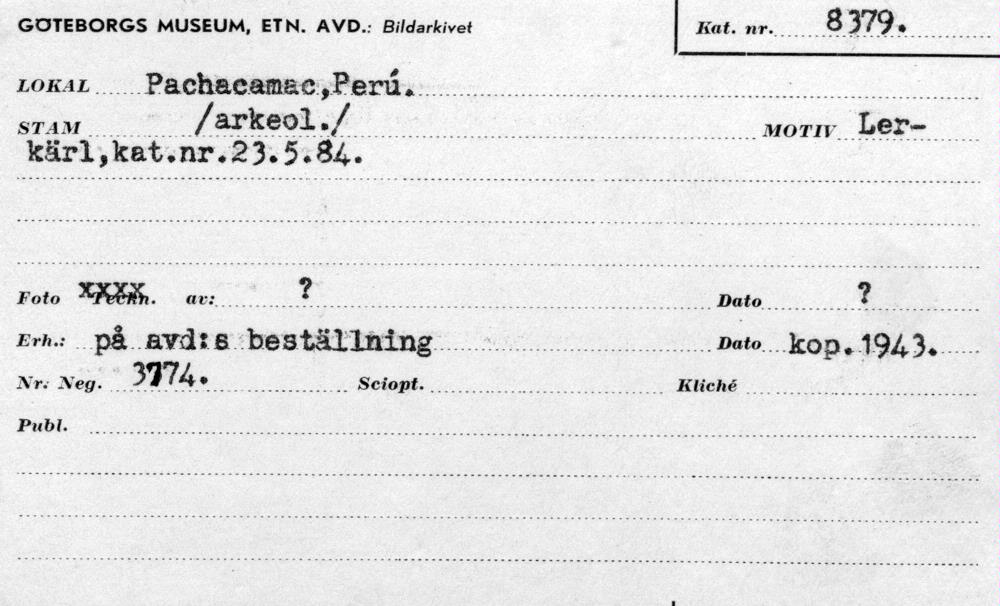 GÖTEBORGS MUSEUM, ETN. AVD.: Bildarkivet
Kat. nr. 8379.
LOKAL Pachacamac,Perú.
STAM /arkeol./ MOTIV Ler-
kärl,kat.nr.23.5.84.
Foto Techn. av: ? Dato ?
Erh.: på avd:s beställning Dato kop.1943.
Nr: Neg. 3774. Sciopt. Kliché
Publ.